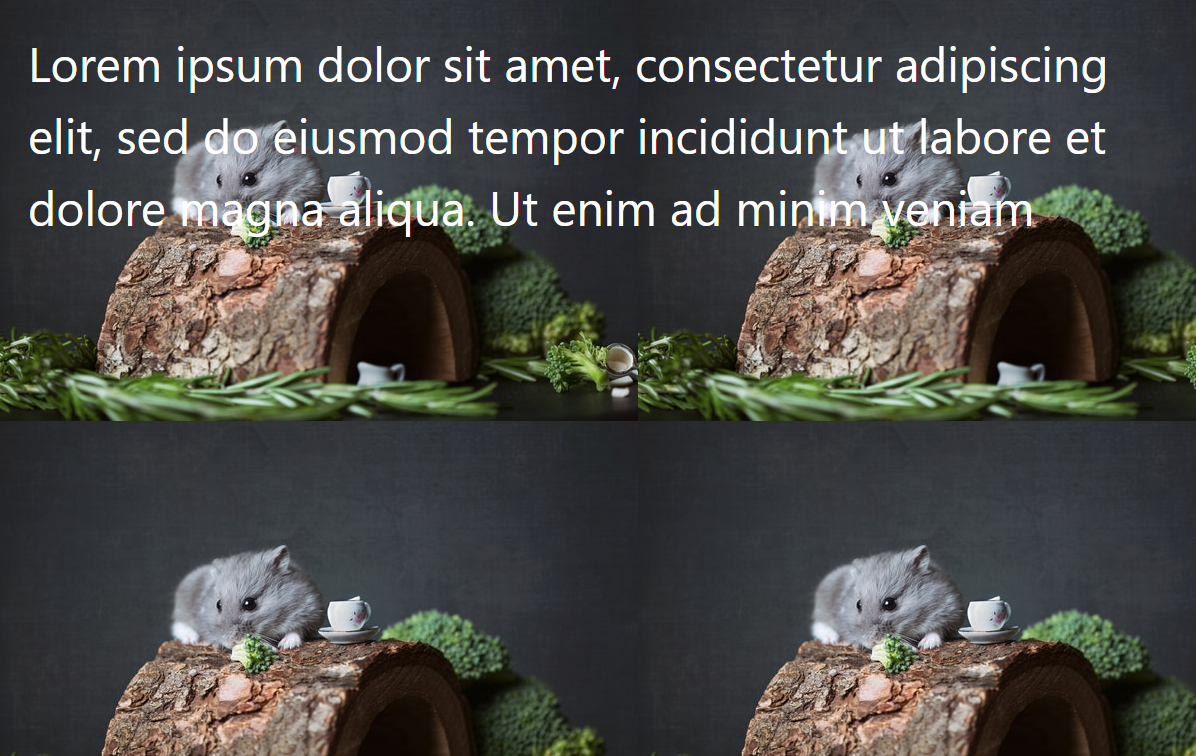 Lorem ipsum dolor sit amet, consectetur adipiscing
elit, sed do eiusmod tempor incididunt ut labore et
dolore magna aliqua. Ut enim ad minim veniam